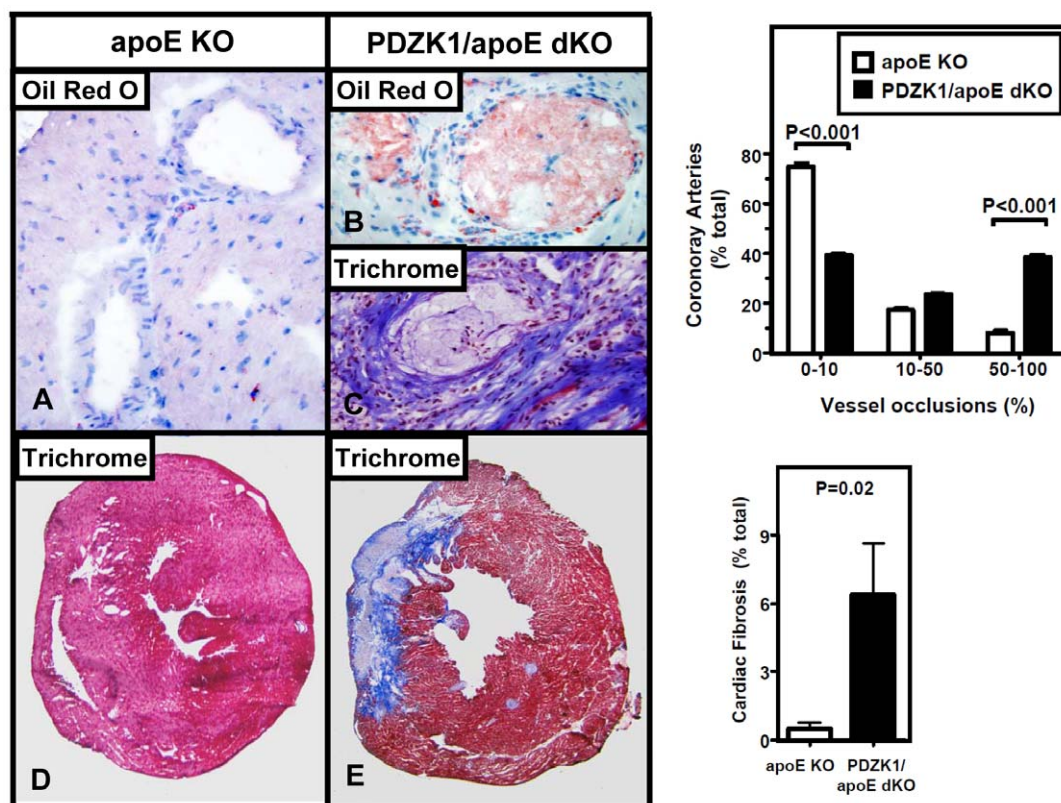 apoE KO
PDZK1/apoE dKO
Oil Red O
Oil Red O
A
B
Trichrome
C
Trichrome
Trichrome
D
E
apoE KO
PDZK1/apoE dKO
P<0.001
P<0.001
80
60
40
20
0
Coronoray Arteries
(% total)
0-10
10-50
50-100
Vessel occlusions (%)
P=0.02
9
6
3
0
Cardiac Fibrosis (% total)
apoE KO
PDZK1/
apoE dKO